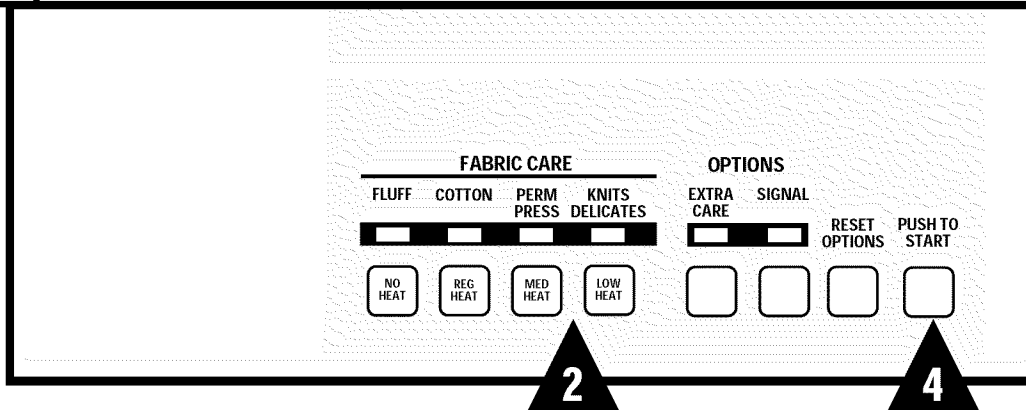 FABRIC CARE
OPTIONS
FLUFF
COTTON
PERM
PRESS
KNITS
DELICATES
EXTRA
CARE
SIGNAL
RESET
OPTIONS
PUSH TO
START
NO
HEAT
REG
HEAT
MED
HEAT
LOW
HEAT
2
4